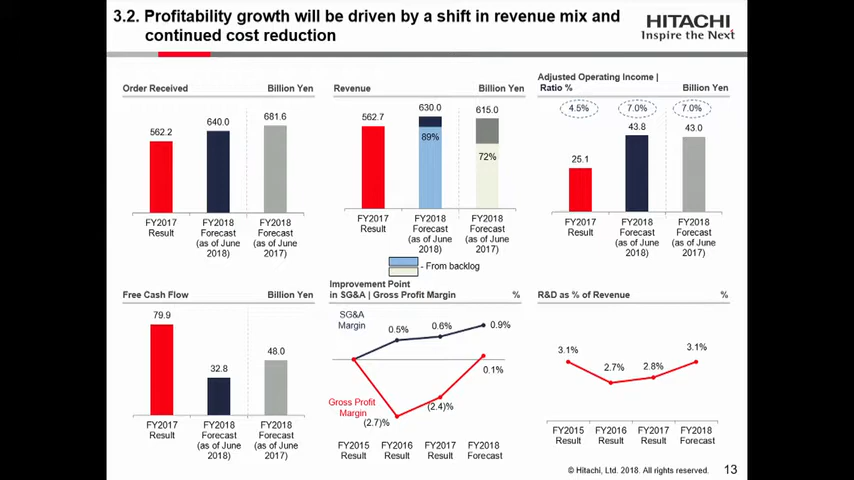 3.2. Profitability growth will be driven by a shift in revenue mix and
continued cost reduction
HITACHI
Inspire the Next
Order Received Billion Yen
562.2
640.0
681.6
FY2017
Result
FY2018
Forecast
(as of June
2018)
FY2018
Forecast
(as of June
2017)
Revenue Billion Yen
562.7
630.0
615.0
89%
72%
FY2017
Result
FY2018
Forecast
(as of June
2018)
FY2018
Forecast
(as of June
2017)
- From backlog
Adjusted Operating Income |
Ratio % Billion Yen
4.5%
7.0%
7.0%
25.1
43.8
43.0
FY2017
Result
FY2018
Forecast
(as of June
2018)
FY2018
Forecast
(as of June
2017)
Free Cash Flow Billion Yen
79.9
32.8
48.0
FY2017
Result
FY2018
Forecast
(as of June
2018)
FY2018
Forecast
(as of June
2017)
Improvement Point
in SG&A | Gross Profit Margin %
SG&A
Margin
0.5%
0.6%
0.9%
0.1%
Gross Profit
Margin
(2.7)%
(2.4)%
FY2015
Result
FY2016
Result
FY2017
Result
FY2018
Forecast
R&D as % of Revenue %
3.1%
2.7%
2.8%
3.1%
FY2015
Result
FY2016
Result
FY2017
Result
FY2018
Forecast
© Hitachi, Ltd. 2018. All rights reserved. 13